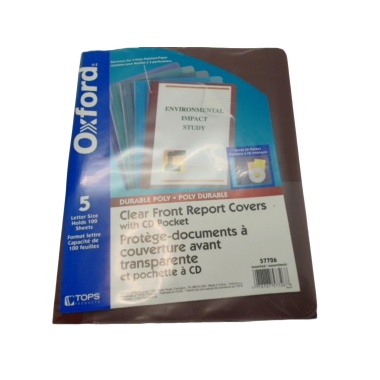 Oxford
ENVIRONMENTAL
IMPACT
STUDY
5
Letter Size
Holds 100
Sheets
Format lettre
Capacité de
100 feuilles
DURABLE POLY • POLY DURABLE
Clear Front Report Covers
with CD Pocket
Protège-documents à
couverture avant
transparente
et pochette à CD
57706
TOPS